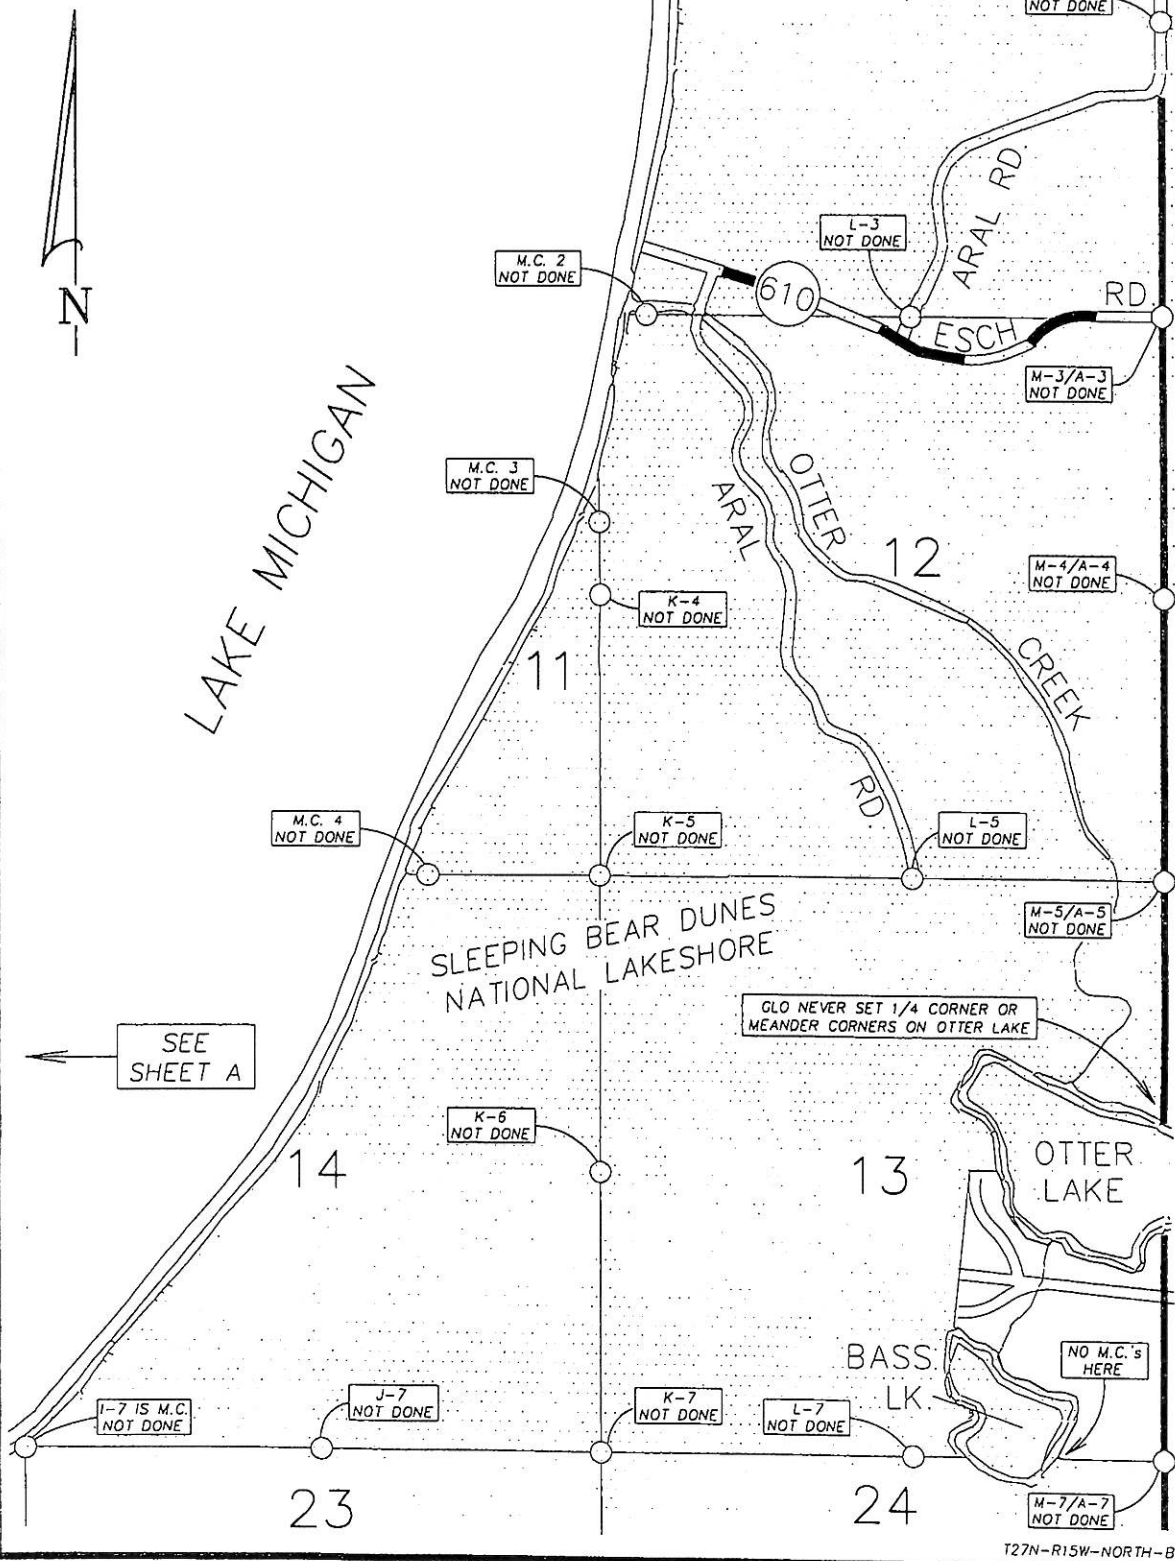 NOT DONE
N
ARAL RD.
L-3
NOT DONE
M.C. 2
NOT DONE
610
ESCH RD
M-3/A-3
NOT DONE
LAKE MICHIGAN
M.C. 3
NOT DONE
OTTER
ARAL
12
M-4/A-4
NOT DONE
K-4
NOT DONE
11
CREEK
RD.
M.C. 4
NOT DONE
K-5
NOT DONE
L-5
NOT DONE
M-5/A-5
NOT DONE
SLEEPING BEAR DUNES
NATIONAL LAKESHORE
GLO NEVER SET 1/4 CORNER OR
MEANDER CORNERS ON OTTER LAKE
SEE
SHEET A
K-6
NOT DONE
14
13
OTTER
LAKE
BASS
LK.
NO M.C.'s
HERE
I-7 IS M.C.
NOT DONE
J-7
NOT DONE
K-7
NOT DONE
L-7
NOT DONE
23
24
M-7/A-7
NOT DONE
T27N-R15W-NORTH-B